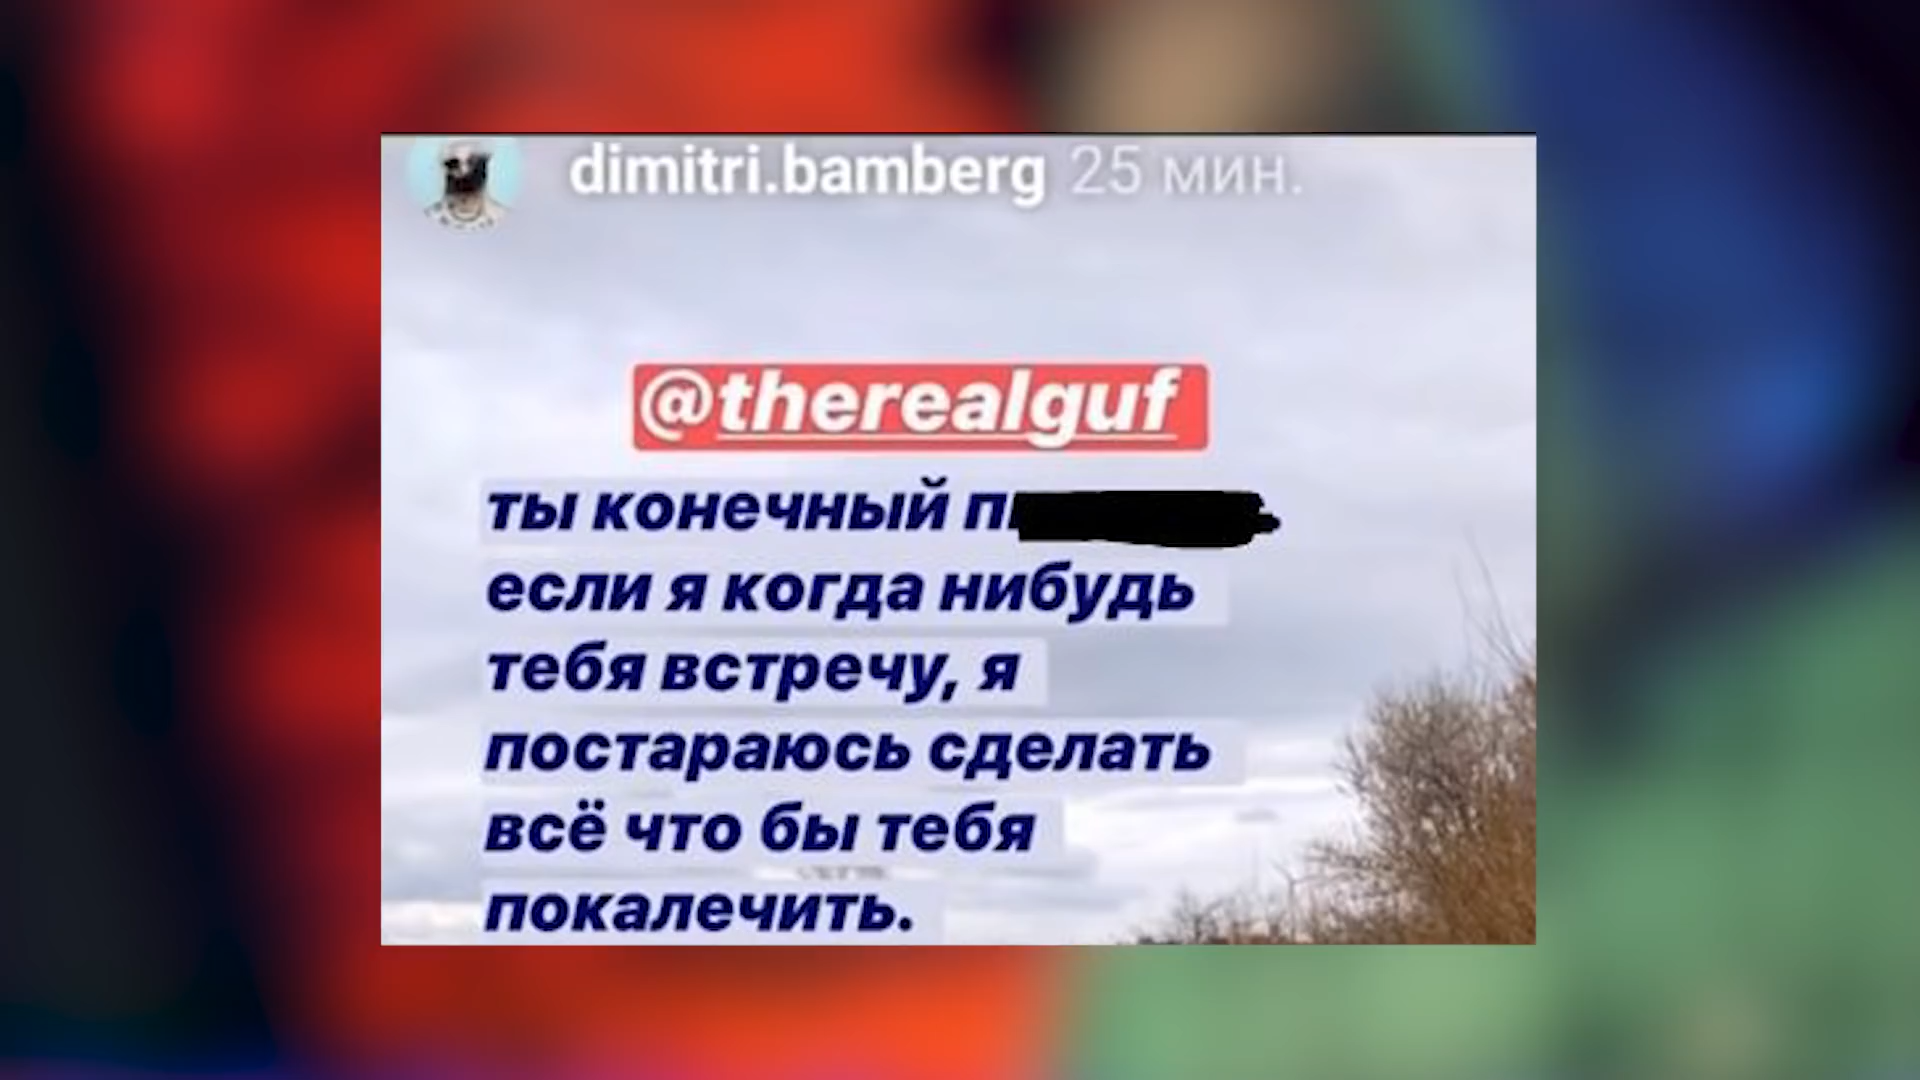 dimitri.bamberg 25 мин.
@therealguf
ты конечный
если я когда нибудь
тебя встречу, я
постараюсь сделать
всё что бы тебя
покалечить.